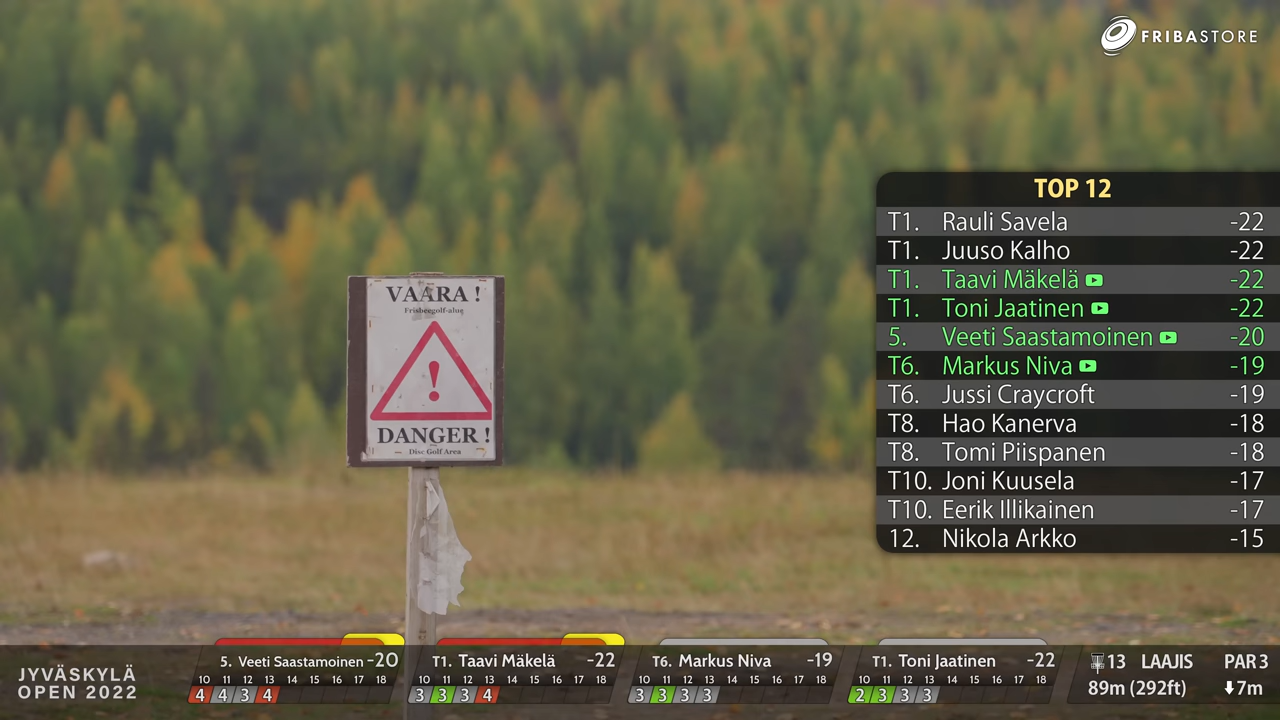 FRIBASTORE
TOP 12
T1. Rauli Savela -22
T1. Juuso Kalho -22
T1. Taavi Mäkelä -22
T1. Toni Jaatinen -22
5. Veeti Saastamoinen -20
T6. Markus Niva -19
T6. Jussi Craycroft -19
T8. Hao Kanerva -18
T8. Tomi Piispanen -18
T10. Joni Kuusela -17
T10. Eerik Illikainen -17
12. Nikola Arkko -15
VAARA !
Frisbeegolf-alue
!
DANGER !
Disc Golf Area
JYVÄSKYLÄ
OPEN 2022
5. Veeti Saastamoinen -20
10 11 12 13 14 15 16 17 18
4 4 3 4
T1. Taavi Mäkelä -22
10 11 12 13 14 15 16 17 18
3 3 3 4
T6. Markus Niva -19
10 11 12 13 14 15 16 17 18
3 3 3 3
T1. Toni Jaatinen -22
10 11 12 13 14 15 16 17 18
2 3 3 3
13 LAAJIS PAR 3
89m (292ft) 7m